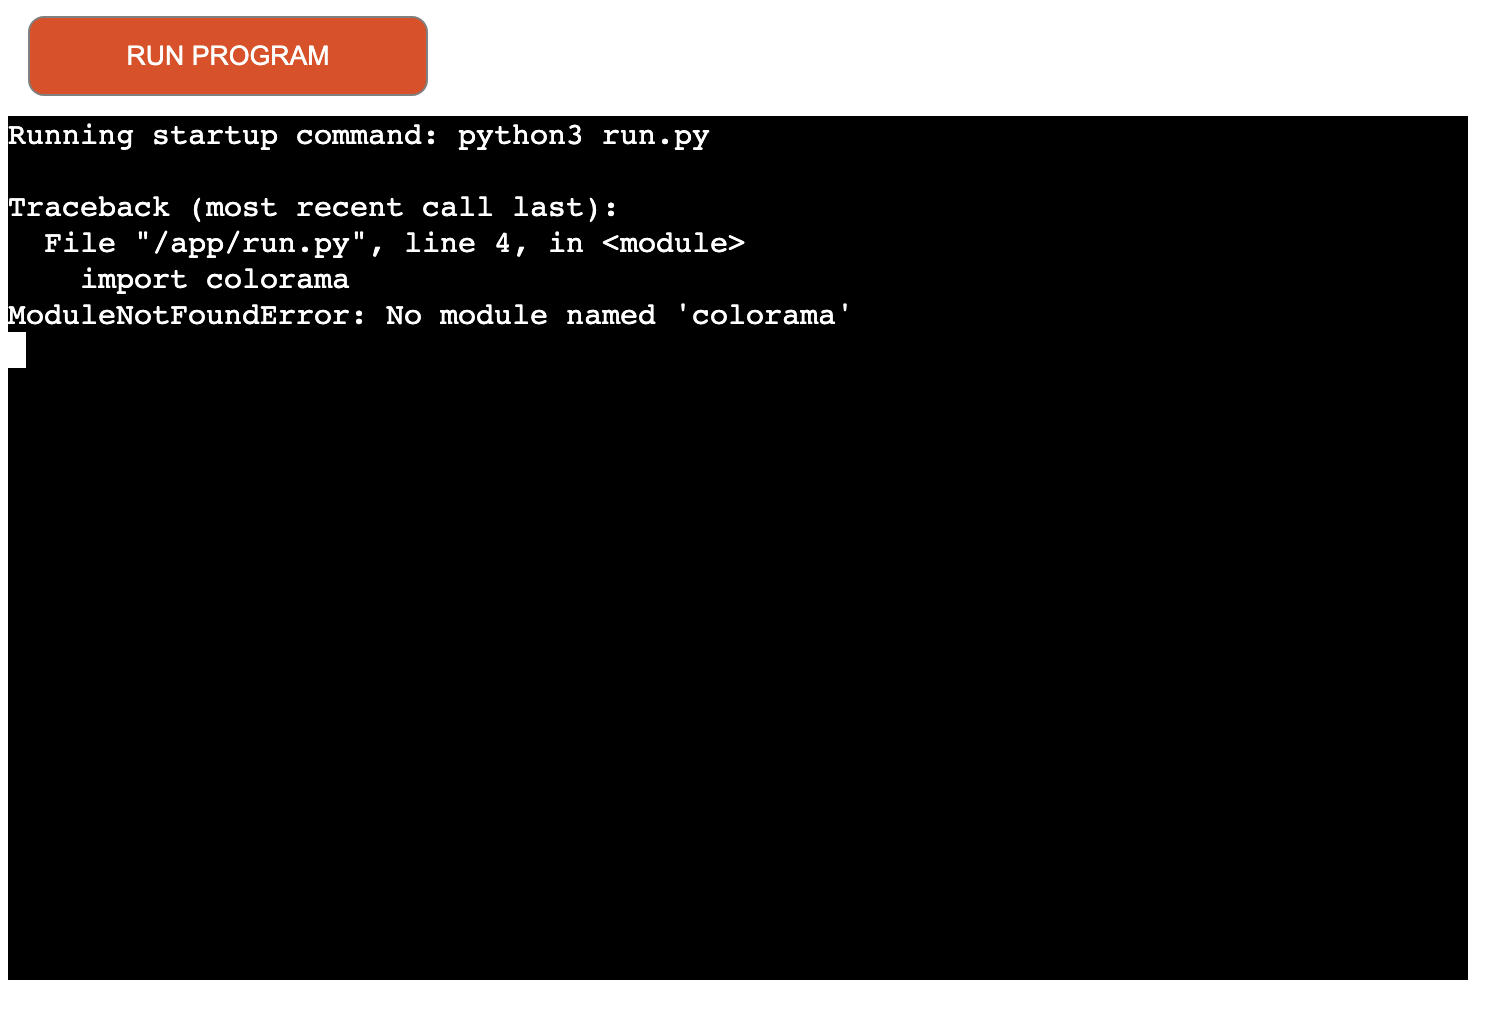 RUN PROGRAM
Running startup command: python3 run.py
Traceback (most recent call last):
  File "/app/run.py", line 4, in <module>
    import colorama
ModuleNotFoundError: No module named 'colorama'